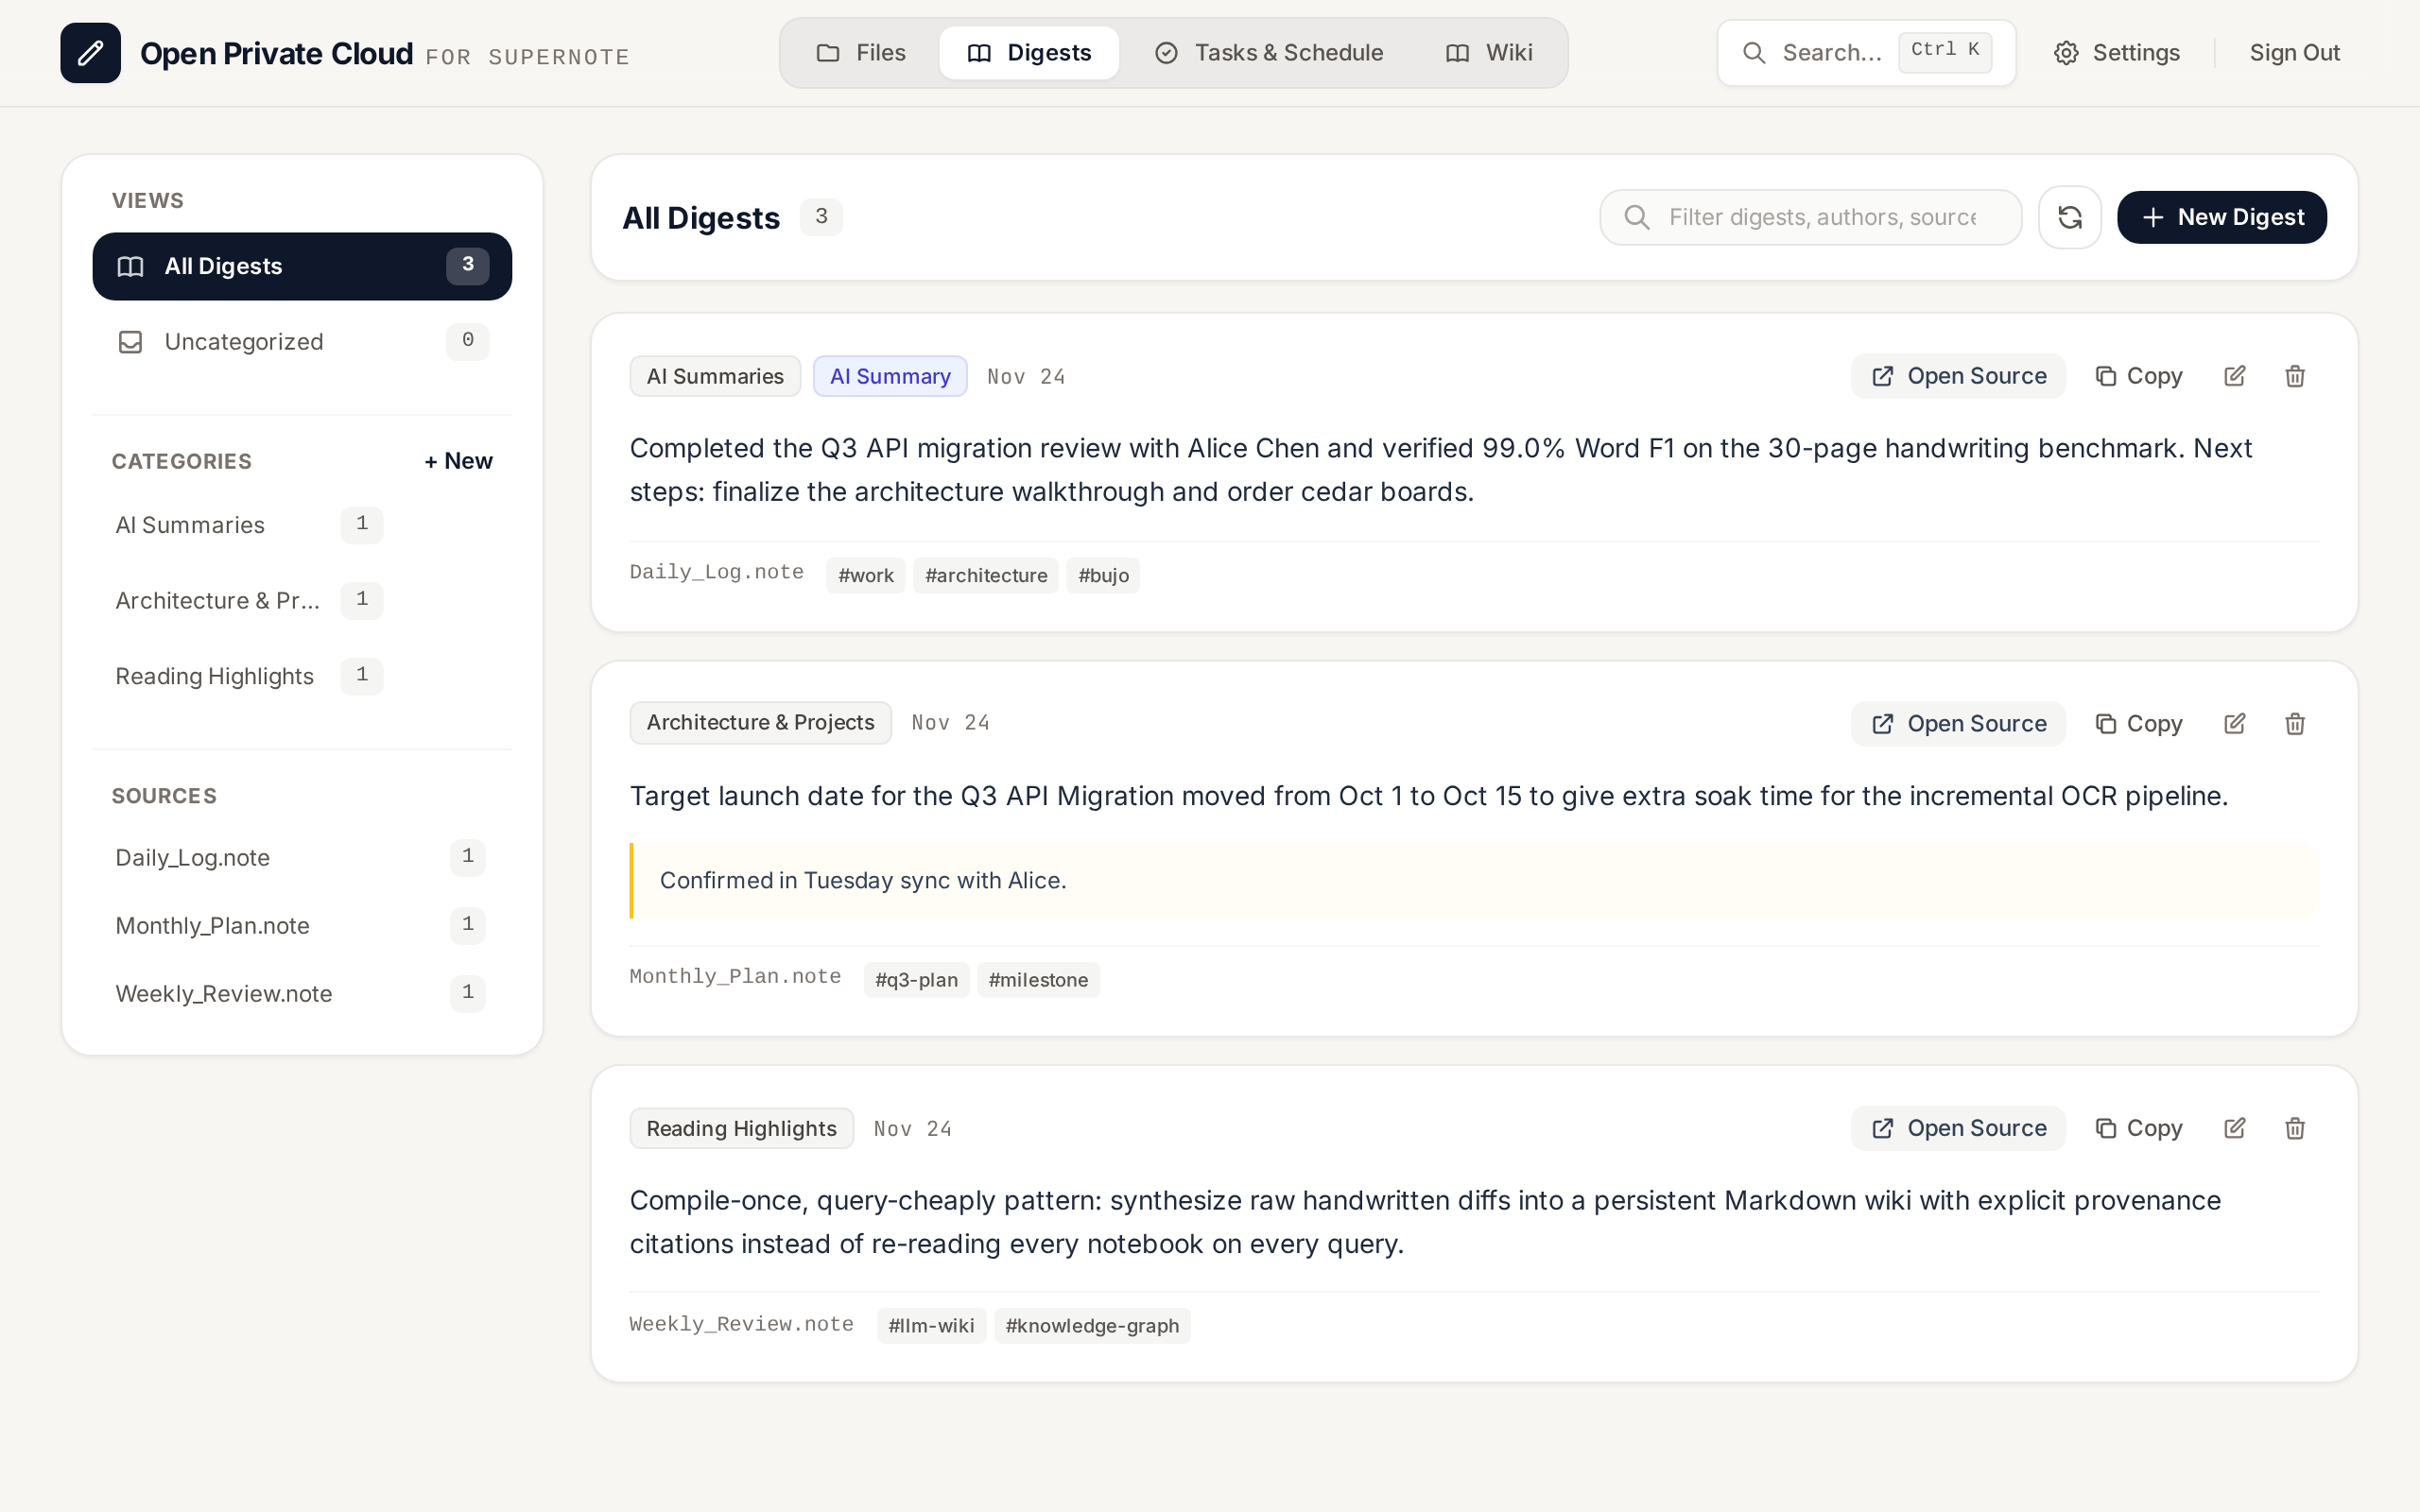 Open Private Cloud FOR SUPERNOTE
Files
Digests
Tasks & Schedule
Wiki
Search... Ctrl K
Settings
Sign Out
VIEWS
All Digests 3
Uncategorized 0
CATEGORIES + New
AI Summaries 1
Architecture & Pr... 1
Reading Highlights 1
SOURCES
Daily_Log.note 1
Monthly_Plan.note 1
Weekly_Review.note 1
All Digests 3
Filter digests, authors, source
New Digest
AI Summaries AI Summary Nov 24
Open Source Copy
Completed the Q3 API migration review with Alice Chen and verified 99.0% Word F1 on the 30-page handwriting benchmark. Next
steps: finalize the architecture walkthrough and order cedar boards.
Daily_Log.note #work #architecture #bujo
Architecture & Projects Nov 24
Open Source Copy
Target launch date for the Q3 API Migration moved from Oct 1 to Oct 15 to give extra soak time for the incremental OCR pipeline.
Confirmed in Tuesday sync with Alice.
Monthly_Plan.note #q3-plan #milestone
Reading Highlights Nov 24
Open Source Copy
Compile-once, query-cheaply pattern: synthesize raw handwritten diffs into a persistent Markdown wiki with explicit provenance
citations instead of re-reading every notebook on every query.
Weekly_Review.note #llm-wiki #knowledge-graph